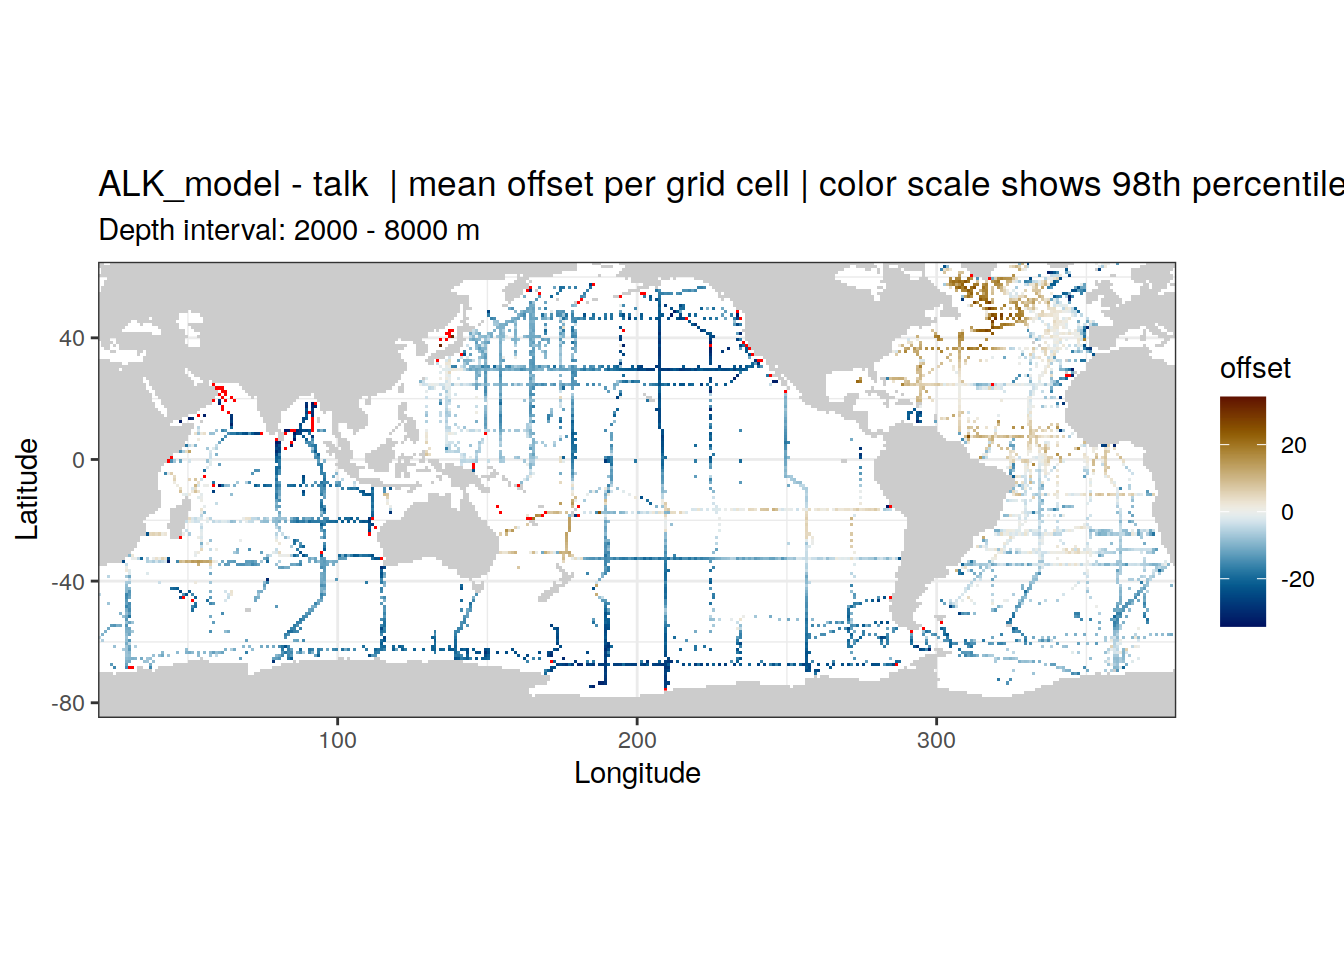 ALK_model - talk  | mean offset per grid cell | color scale shows 98th percentile
Depth interval: 2000 - 8000 m
offset
20
0
-20
40
0
-40
-80
Latitude
100
200
300
Longitude